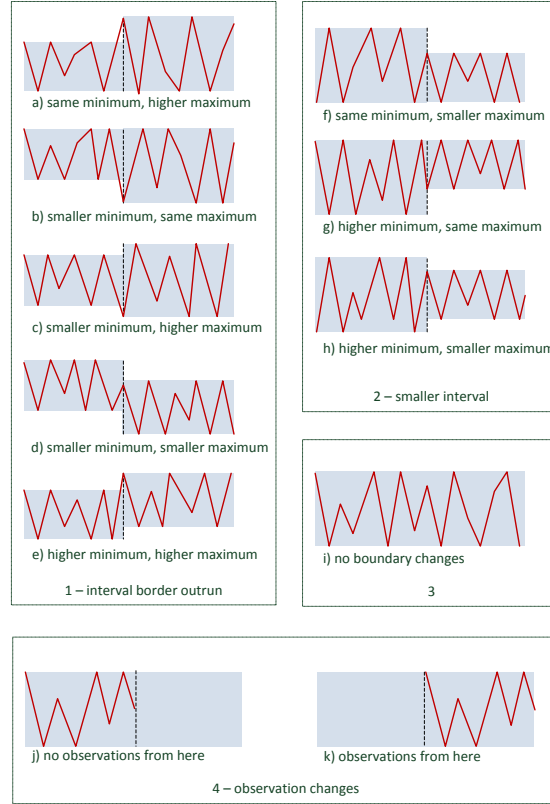 a) same minimum, higher maximum
b) smaller minimum, same maximum
c) smaller minimum, higher maximum
d) smaller minimum, smaller maximum
e) higher minimum, higher maximum
1 – interval border outrun
f) same minimum, smaller maximum
g) higher minimum, same maximum
h) higher minimum, smaller maximum
2 – smaller interval
i) no boundary changes
3
j) no observations from here
k) observations from here
4 – observation changes